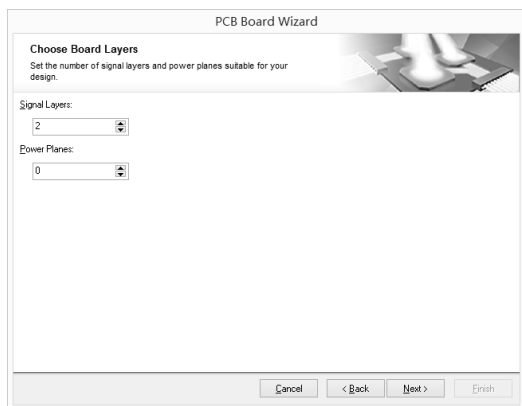 PCB Board Wizard
Choose Board Layers
Set the number of signal layers and power planes suitable for your
design.
Signal Layers:
2
Power Planes:
0
Cancel
< Back
Next >
Finish